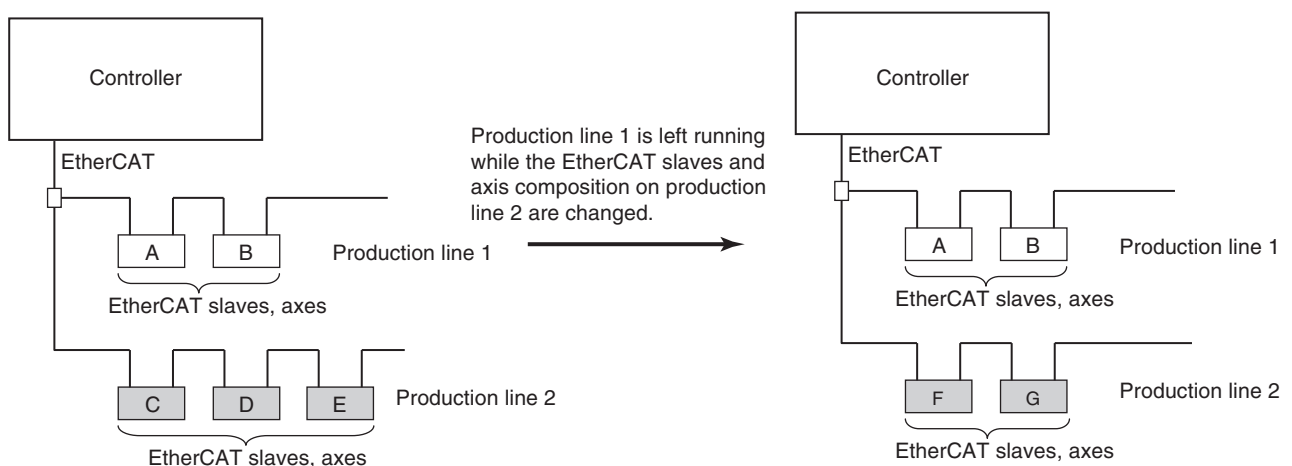 Controller
EtherCAT
A
B
Production line 1
EtherCAT slaves, axes
C
D
E
Production line 2
EtherCAT slaves, axes
Production line 1 is left running
while the EtherCAT slaves and
axis composition on production
line 2 are changed.
Controller
EtherCAT
A
B
Production line 1
EtherCAT slaves, axes
F
G
Production line 2
EtherCAT slaves, axes